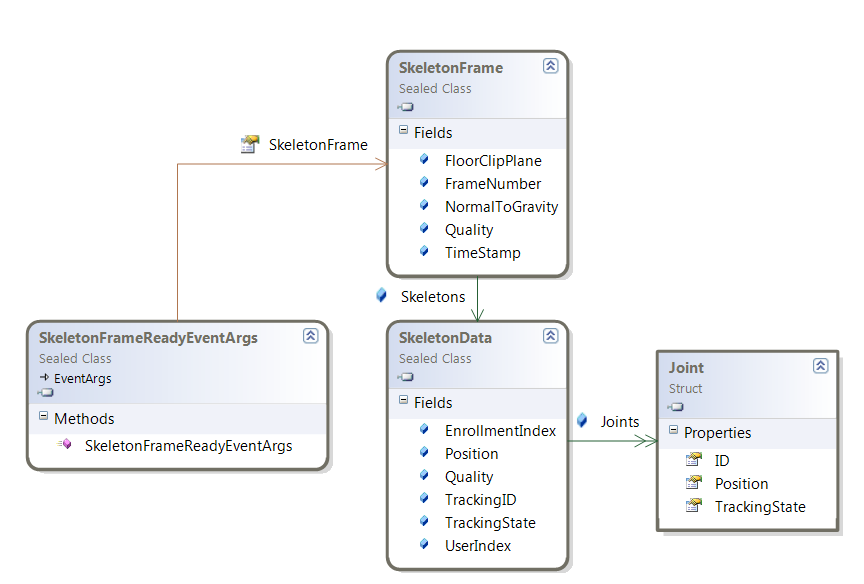 SkeletonFrame
Sealed Class
Fields
FloorClipPlane
FrameNumber
NormalToGravity
Quality
TimeStamp
SkeletonFrame
Skeletons
SkeletonFrameReadyEventArgs
Sealed Class
EventArgs
Methods
SkeletonFrameReadyEventArgs
SkeletonData
Sealed Class
Fields
EnrollmentIndex
Position
Quality
TrackingID
TrackingState
UserIndex
Joints
Joint
Struct
Properties
ID
Position
TrackingState